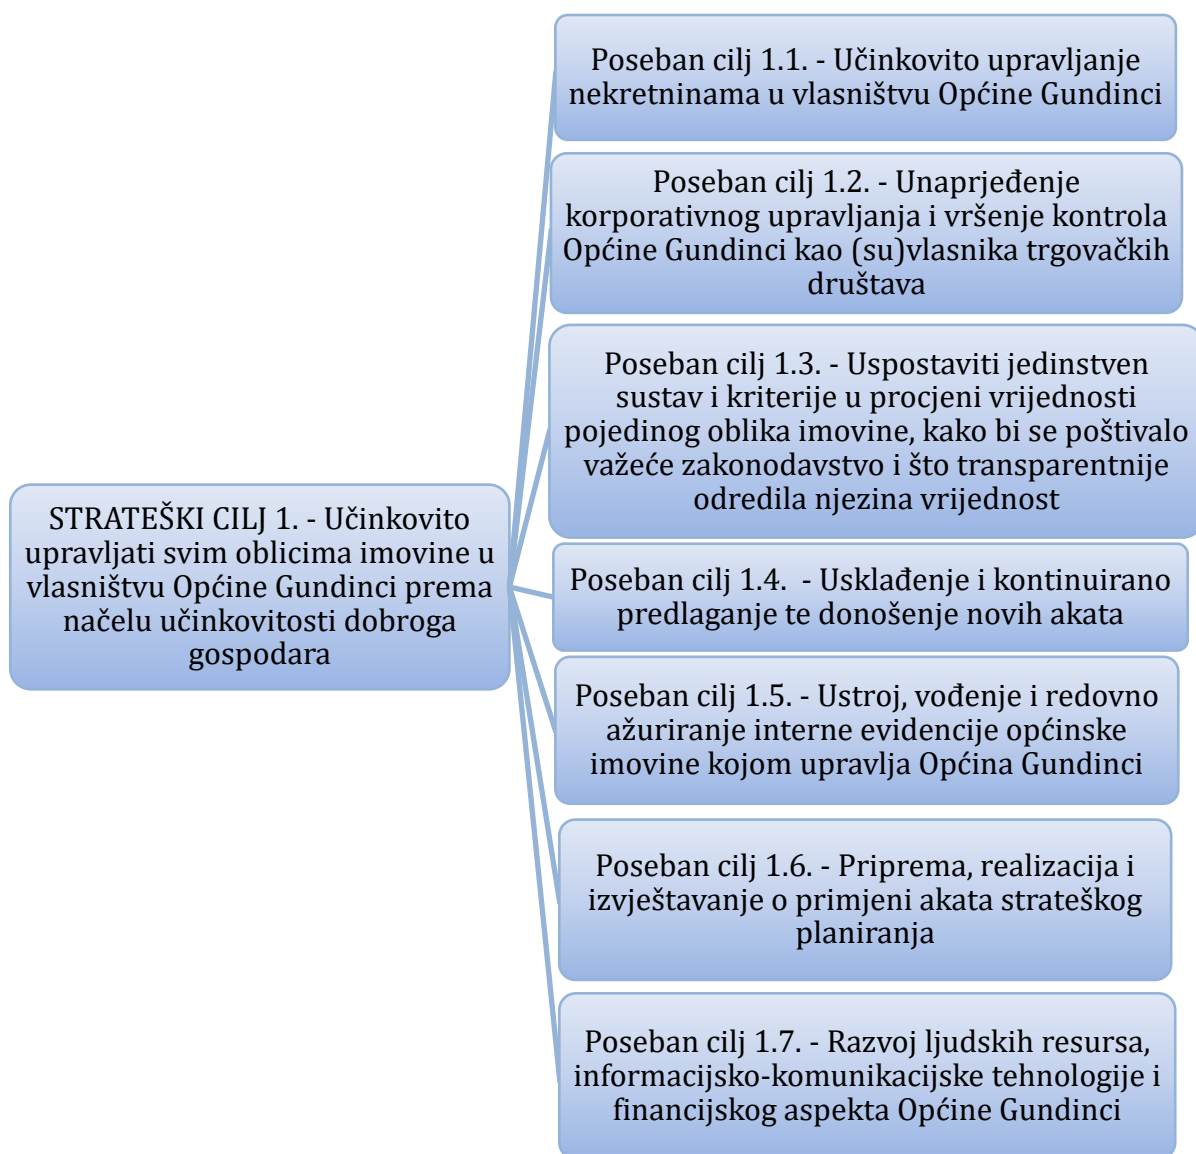 STRATEŠKI CILJ 1. - Učinkovito
upravljati svim oblicima imovine u
vlasništvu Općine Gundinci prema
načelu učinkovitosti dobroga
gospodara
Poseban cilj 1.1. - Učinkovito upravljanje
nekretninama u vlasništvu Općine Gundinci
Poseban cilj 1.2. - Unaprjeđenje
korporativnog upravljanja i vršenje kontrola
Općine Gundinci kao (su)vlasnika trgovačkih
društava
Poseban cilj 1.3. - Uspostaviti jedinstven
sustav i kriterije u procjeni vrijednosti
pojedinog oblika imovine, kako bi se poštivalo
važeće zakonodavstvo i što transparentnije
odredila njezina vrijednost
Poseban cilj 1.4.  - Usklađenje i kontinuirano
predlaganje te donošenje novih akata
Poseban cilj 1.5. - Ustroj, vođenje i redovno
ažuriranje interne evidencije općinske
imovine kojom upravlja Općina Gundinci
Poseban cilj 1.6. - Priprema, realizacija i
izvještavanje o primjeni akata strateškog
planiranja
Poseban cilj 1.7. - Razvoj ljudskih resursa,
informacijsko-komunikacijske tehnologije i
financijskog aspekta Općine Gundinci